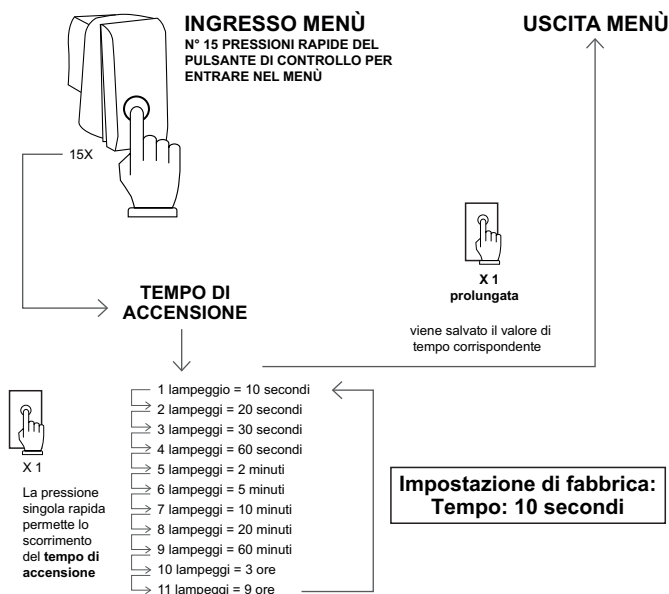 INGRESSO MENÙ
N° 15 PRESSIONI RAPIDE DEL
PULSANTE DI CONTROLLO PER
ENTRARE NEL MENÙ
USCITA MENÙ
15X
X 1
prolungata
viene salvato il valore di
tempo corrispondente
TEMPO DI
ACCENSIONE
1 lampeggio = 10 secondi
2 lampeggi = 20 secondi
3 lampeggi = 30 secondi
4 lampeggi = 60 secondi
5 lampeggi = 2 minuti
6 lampeggi = 5 minuti
7 lampeggi = 10 minuti
8 lampeggi = 20 minuti
9 lampeggi = 60 minuti
10 lampeggi = 3 ore
11 lampeggi = 9 ore
X 1
La pressione
singola rapida
permette lo
scorrimento
del tempo di
accensione
Impostazione di fabbrica:
Tempo: 10 secondi